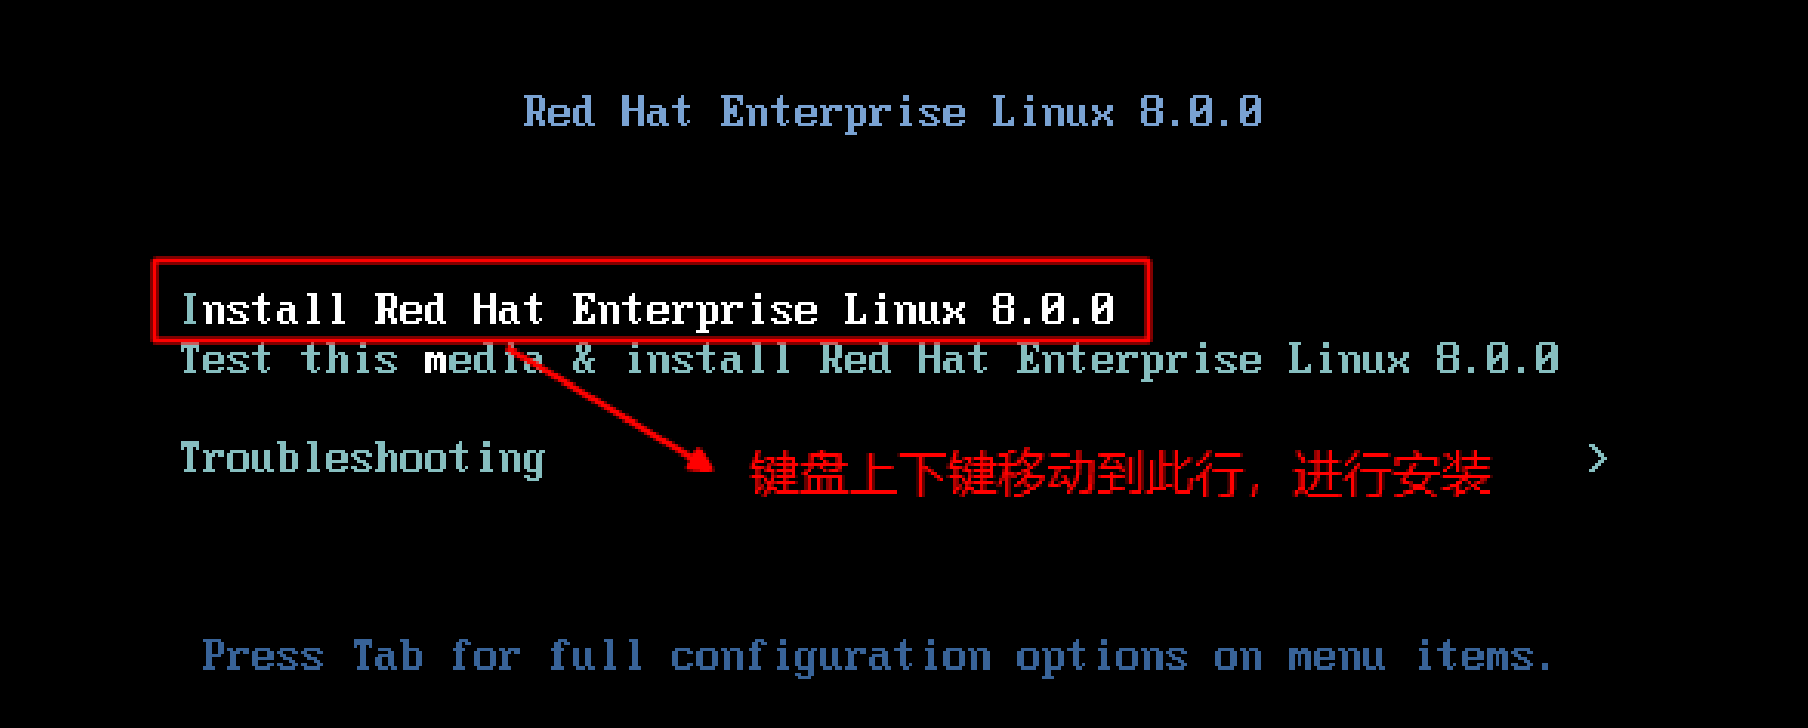 Red Hat Enterprise Linux 8.0.0
Install Red Hat Enterprise Linux 8.0.0
Test this media & install Red Hat Enterprise Linux 8.0.0
Troubleshooting >
键盘上下键移动到此行，进行安装
Press Tab for full configuration options on menu items.